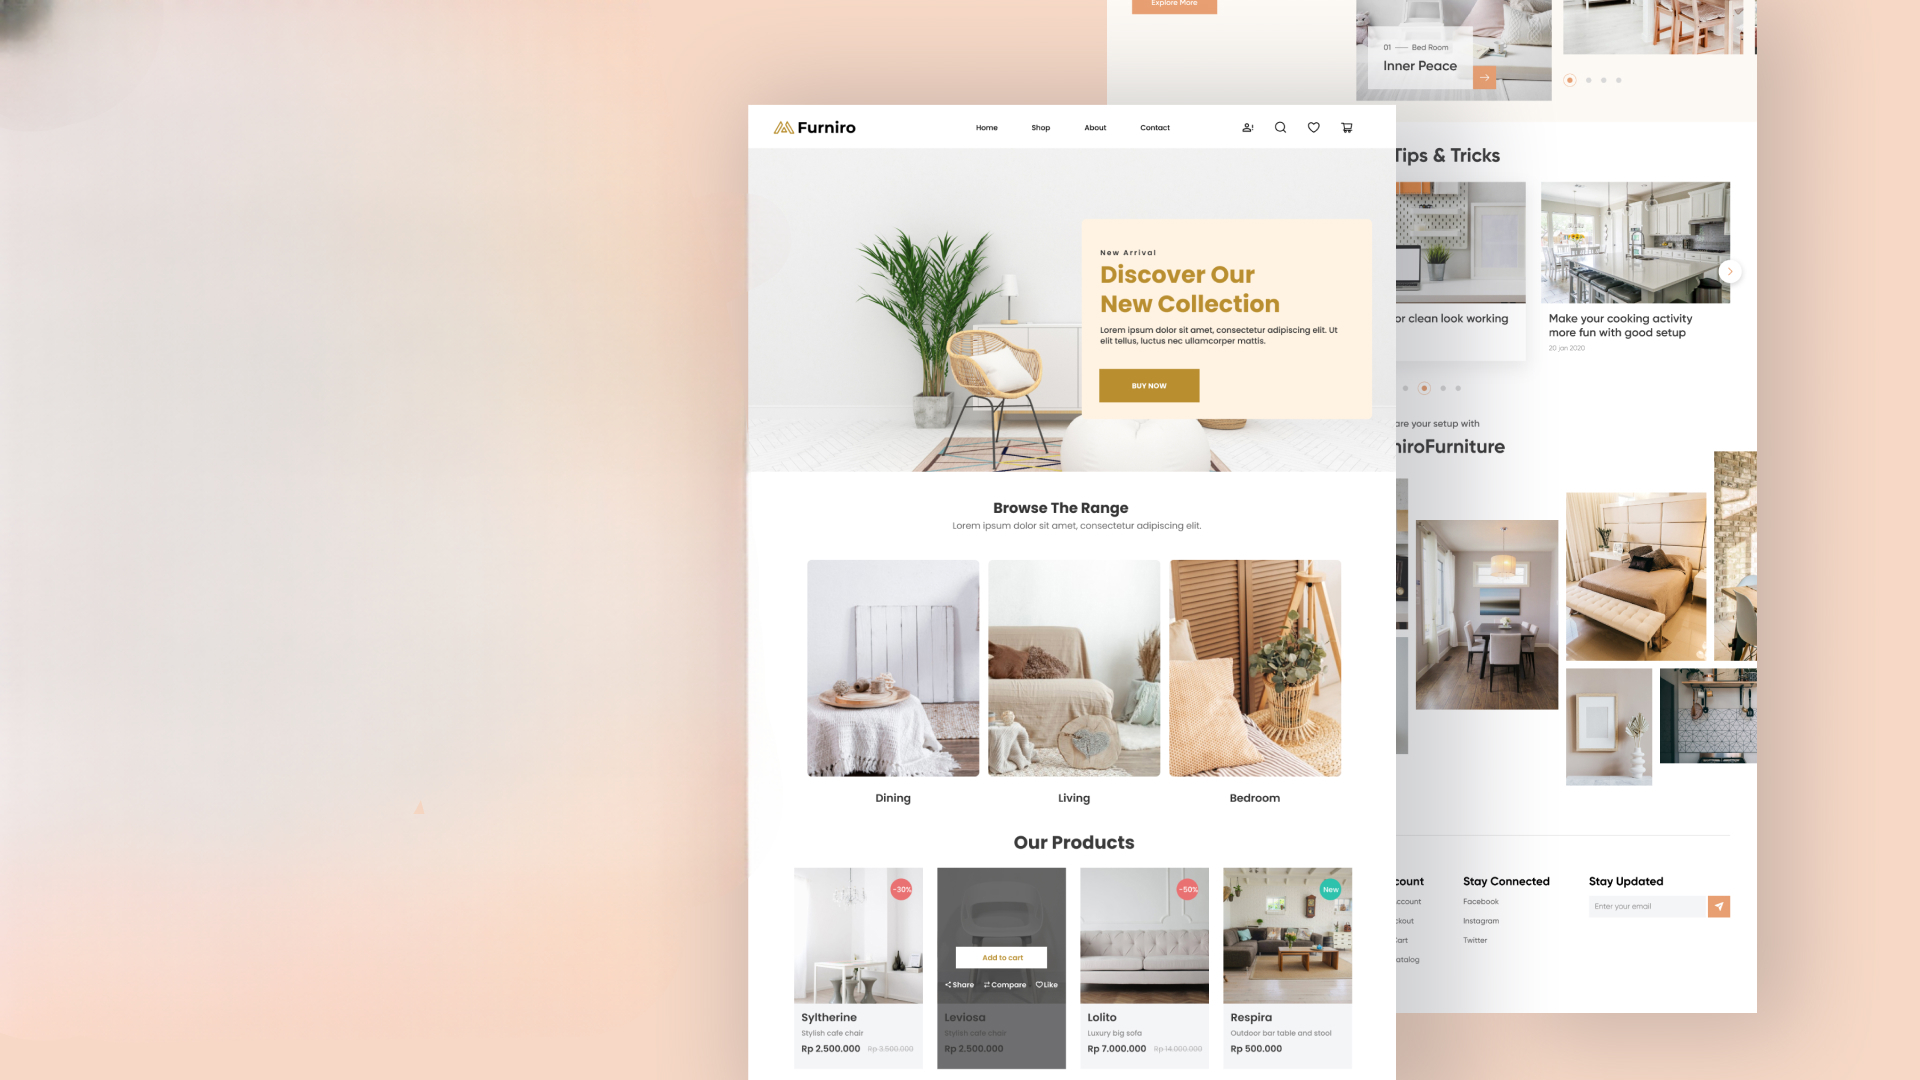 Explore More
01 — Bed Room
Inner Peace
Furniro
Home
Shop
About
Contact
New Arrival
Discover Our
New Collection
Lorem ipsum dolor sit amet, consectetur adipiscing elit. Ut
elit tellus, luctus nec ullamcorper mattis.
BUY NOW
Browse The Range
Lorem ipsum dolor sit amet, consectetur adipiscing elit.
Dining
Living
Bedroom
Our Products
-30%
Syltherine
Stylish cafe chair
Rp 2.500.000 Rp 3.500.000
Add to cart
Share
Compare
Like
Leviosa
Stylish cafe chair
Rp 2.500.000
-50%
Lolito
Luxury big sofa
Rp 7.000.000 Rp 14.000.000
New
Respira
Outdoor bar table and stool
Rp 500.000
Tips & Tricks
or clean look working
Make your cooking activity
more fun with good setup
20 jan 2020
are your setup with
niroFurniture
count
ccount
ckout
Cart
atalog
Stay Connected
Facebook
Instagram
Twitter
Stay Updated
Enter your email